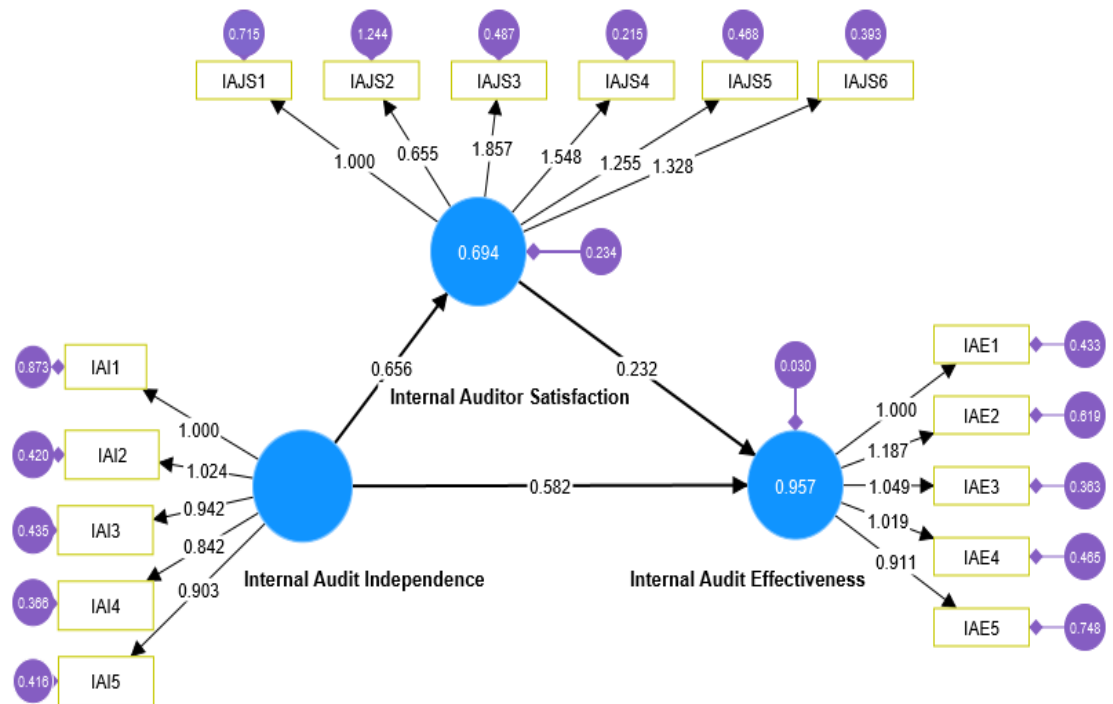 0.715 1.244 0.487 0.215 0.468 0.393
IAJS1 IAJS2 IAJS3 IAJS4 IAJS5 IAJS6
1.000 0.655 1.857 1.548 1.255 1.328
0.694 0.234
0.656 0.232
Internal Auditor Satisfaction
0.030
0.873 IAI1 1.000
0.420 IAI2 1.024
0.435 IAI3 0.942
0.366 IAI4 0.842
0.416 IAI5 0.903
0.582
0.957
1.000 IAE1 0.433
1.187 IAE2 0.619
1.049 IAE3 0.363
1.019 IAE4 0.465
0.911 IAE5 0.748
Internal Audit Independence
Internal Audit Effectiveness